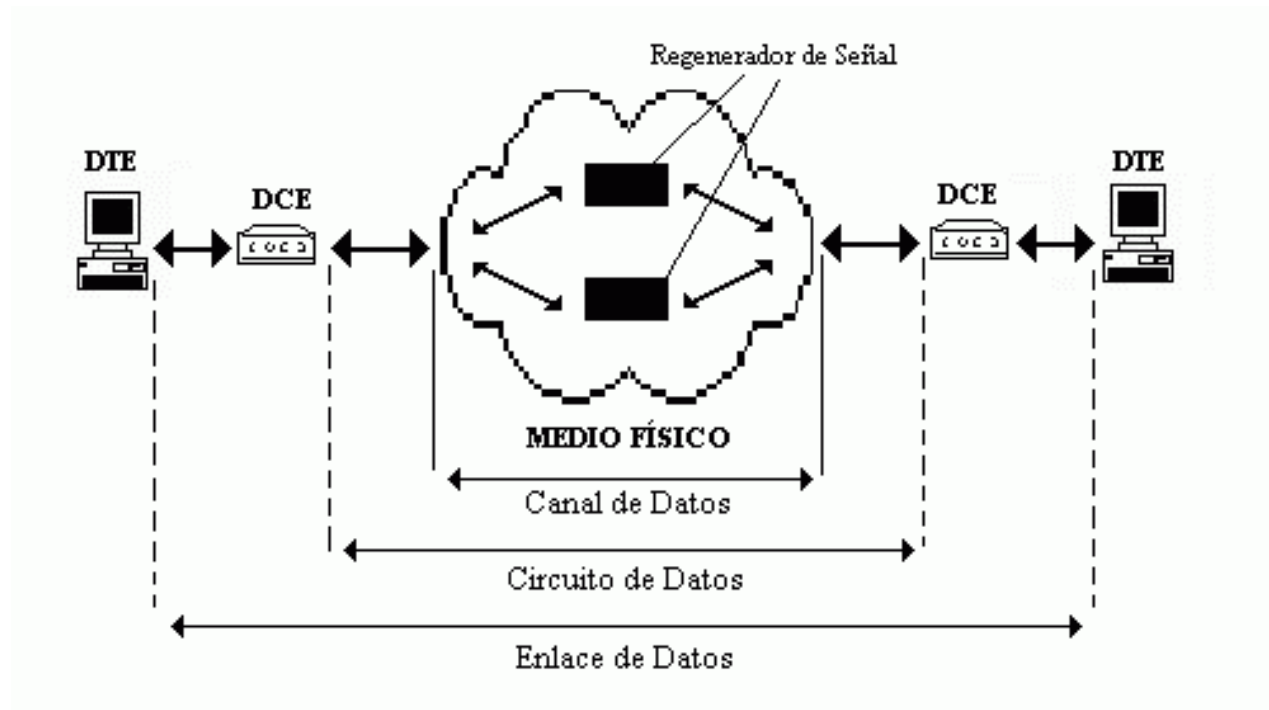 Regenerador de Señal
DTE
DCE
DCE
DTE
MEDIO FÍSICO
Canal de Datos
Circuito de Datos
Enlace de Datos